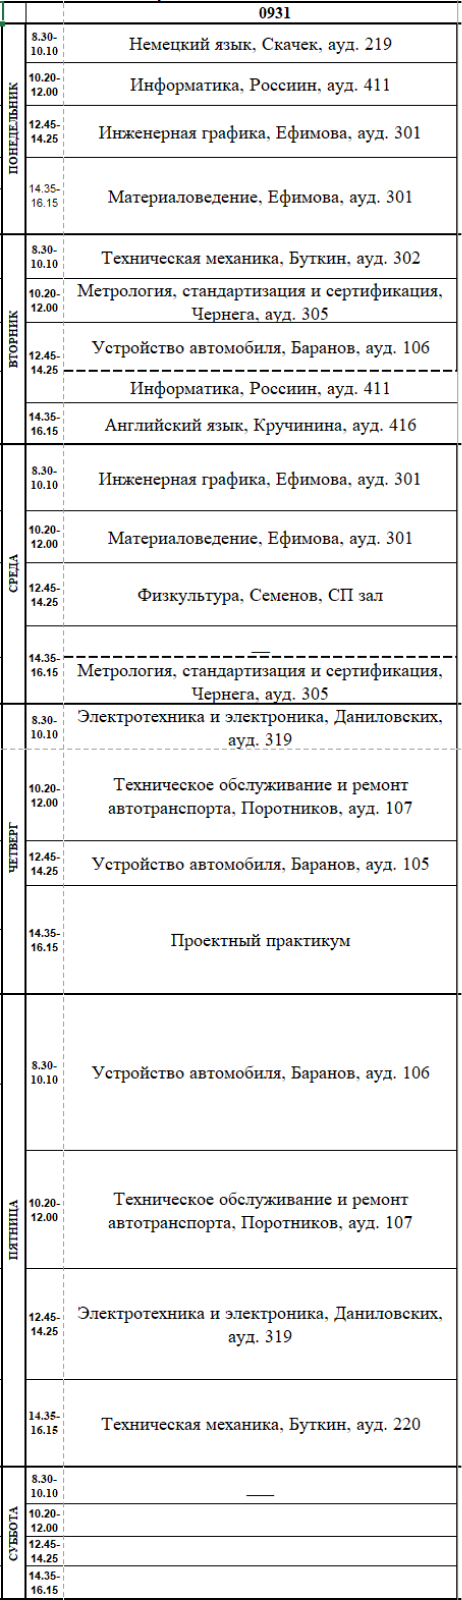 0931
ПОНЕДЕЛЬНИК
8.30-
10.10
Немецкий язык, Скачек, ауд. 219
10.20-
12.00
Информатика, Россиин, ауд. 411
12.45-
14.25
Инженерная графика, Ефимова, ауд. 301
14.35-
16.15
Материаловедение, Ефимова, ауд. 301
ВТОРНИК
8.30-
10.10
Техническая механика, Буткин, ауд. 302
10.20-
12.00
Метрология, стандартизация и сертификация,
Чернега, ауд. 305
12.45-
14.25
Устройство автомобиля, Баранов, ауд. 106
Информатика, Россиин, ауд. 411
14.35-
16.15
Английский язык, Кручинина, ауд. 416
СРЕДА
8.30-
10.10
Инженерная графика, Ефимова, ауд. 301
10.20-
12.00
Материаловедение, Ефимова, ауд. 301
12.45-
14.25
Физкультура, Семенов, СП зал
14.35-
16.15
—
Метрология, стандартизация и сертификация,
Чернега, ауд. 305
ЧЕТВЕРГ
8.30-
10.10
Электротехника и электроника, Даниловских,
ауд. 319
10.20-
12.00
Техническое обслуживание и ремонт
автотранспорта, Поротников, ауд. 107
12.45-
14.25
Устройство автомобиля, Баранов, ауд. 105
14.35-
16.15
Проектный практикум
ПЯТНИЦА
8.30-
10.10
Устройство автомобиля, Баранов, ауд. 106
10.20-
12.00
Техническое обслуживание и ремонт
автотранспорта, Поротников, ауд. 107
12.45-
14.25
Электротехника и электроника, Даниловских,
ауд. 319
14.35-
16.15
Техническая механика, Буткин, ауд. 220
СУББОТА
8.30-
10.10
—
10.20-
12.00
12.45-
14.25
14.35-
16.15